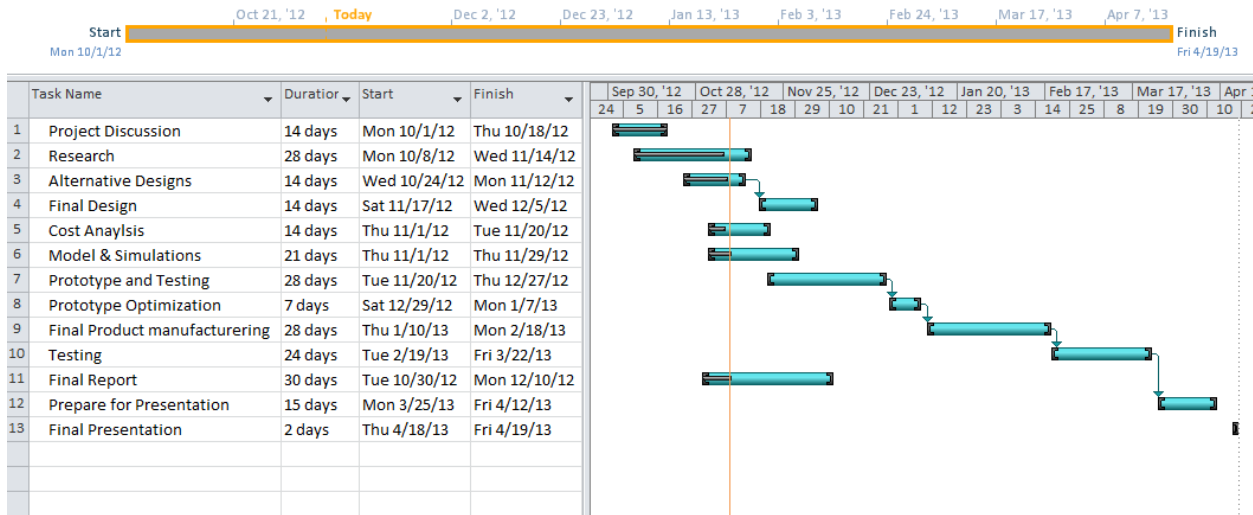 Oct 21, '12 Today Dec 2, '12 Dec 23, '12 Jan 13, '13 Feb 3, '13 Feb 24, '13 Mar 17, '13 Apr 7, '13
Start Finish
Mon 10/1/12 Fri 4/19/13
Task Name Duration Start Finish Sep 30, '12 Oct 28, '12 Nov 25, '12 Dec 23, '12 Jan 20, '13 Feb 17, '13 Mar 17, '13 Apr
24 5 16 27 7 18 29 10 21 1 12 23 3 14 25 8 19 30 10
1 Project Discussion 14 days Mon 10/1/12 Thu 10/18/12
2 Research 28 days Mon 10/8/12 Wed 11/14/12
3 Alternative Designs 14 days Wed 10/24/12 Mon 11/12/12
4 Final Design 14 days Sat 11/17/12 Wed 12/5/12
5 Cost Anaylsis 14 days Thu 11/1/12 Tue 11/20/12
6 Model & Simulations 21 days Thu 11/1/12 Thu 11/29/12
7 Prototype and Testing 28 days Tue 11/20/12 Thu 12/27/12
8 Prototype Optimization 7 days Sat 12/29/12 Mon 1/7/13
9 Final Product manufacturering 28 days Thu 1/10/13 Mon 2/18/13
10 Testing 24 days Tue 2/19/13 Fri 3/22/13
11 Final Report 30 days Tue 10/30/12 Mon 12/10/12
12 Prepare for Presentation 15 days Mon 3/25/13 Fri 4/12/13
13 Final Presentation 2 days Thu 4/18/13 Fri 4/19/13